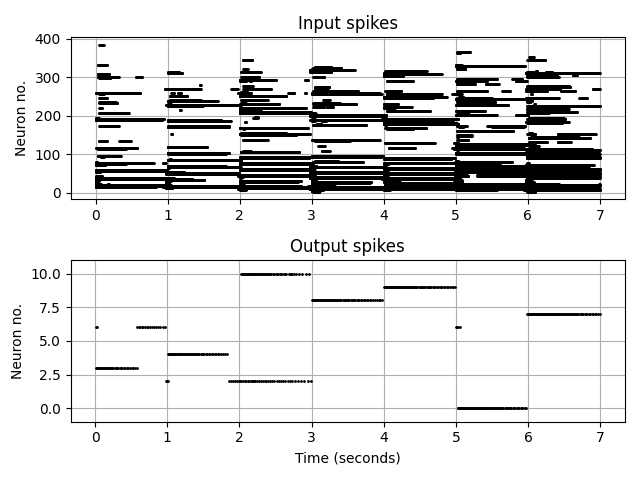 Input spikes
400
300
200
100
0
Neuron no.
0 1 2 3 4 5 6 7
Output spikes
10.0
7.5
5.0
2.5
0.0
Neuron no.
0 1 2 3 4 5 6 7
Time (seconds)